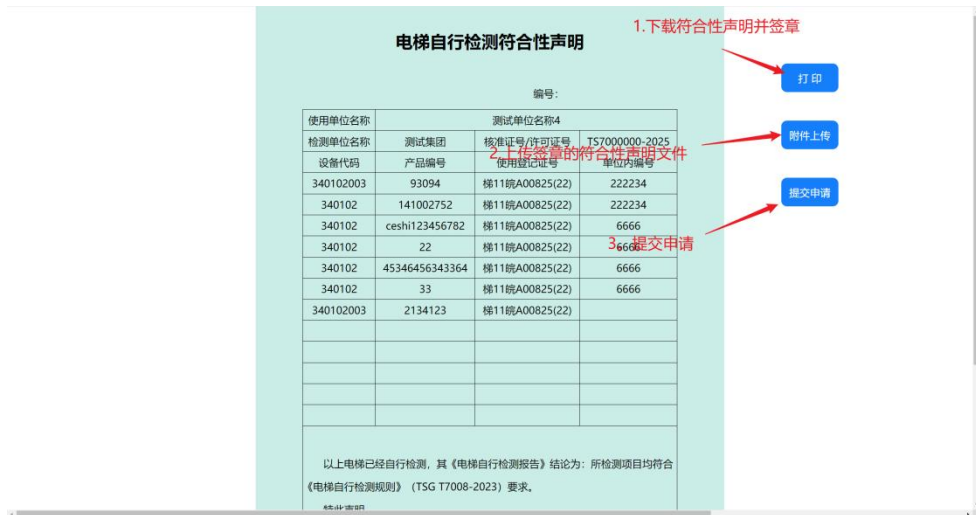 1.下载符合性声明并签章
电梯自行检测符合性声明
打印
编号：
使用单位名称 测试单位名称4
附件上传
检测单位名称 测试集团 核准证号/许可证号 TS7000000-2025
2.上传签章的符合性声明文件
设备代码 产品编号 使用登记证号 单位内编号
340102003 93094 梯11皖A00825(22) 222234
提交申请
340102 141002752 梯11皖A00825(22) 222234
340102 ceshi123456782 梯11皖A00825(22) 6666
340102 22 梯11皖A00825(22) 6666
3、提交申请
340102 45346456343364 梯11皖A00825(22) 6666
340102 33 梯11皖A00825(22) 6666
340102003 2134123 梯11皖A00825(22)
以上电梯已经自行检测，其《电梯自行检测报告》结论为：所检测项目均符合
《电梯自行检测规则》（TSG T7008-2023）要求。
特此声明